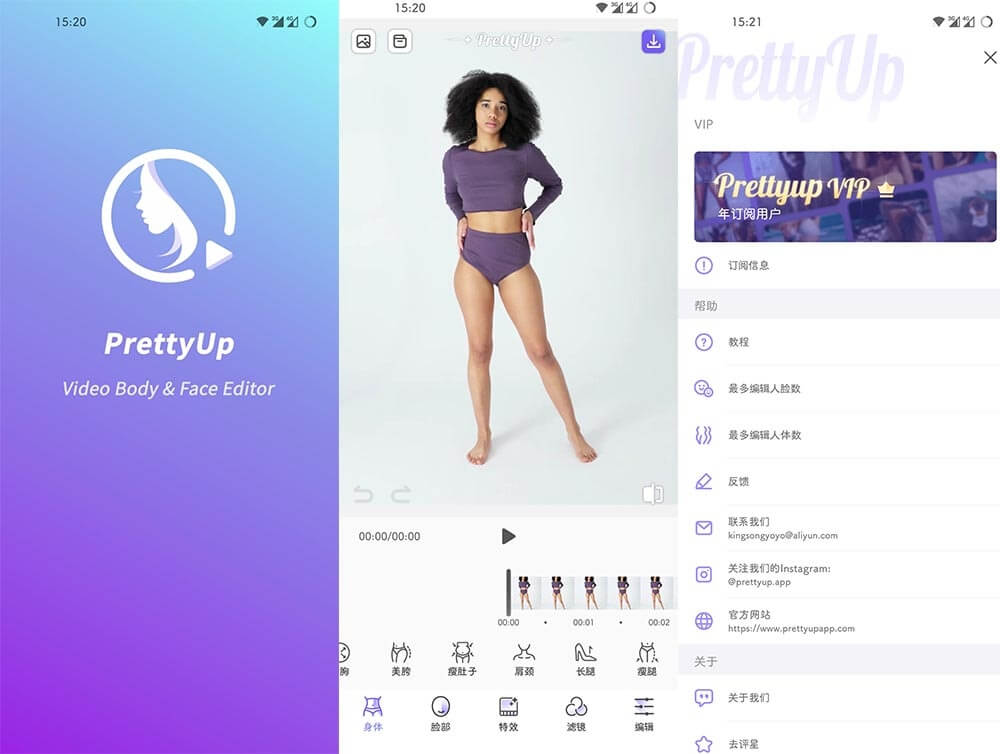 15:20
PrettyUp
Video Body & Face Editor
15:20
PrettyUp
00:00/00:00
00:00
00:01
00:02
胸
美胯
瘦肚子
肩颈
长腿
瘦腿
身体
脸部
特效
滤镜
编辑
15:21
PrettyUp
VIP
Prettyup VIP
年订阅用户
订阅信息
帮助
教程
最多编辑人脸数
最多编辑人体数
反馈
联系我们
kingsongyoyo@aliyun.com
关注我们的Instagram:
@prettyup.app
官方网站
https://www.prettyupapp.com
关于
关于我们
去评星